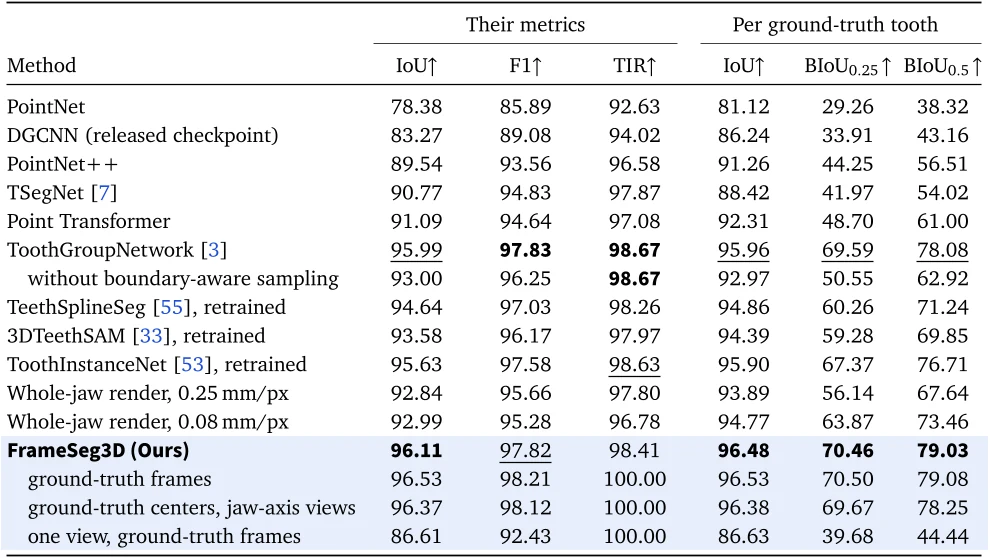 Their metrics Per ground-truth tooth
Method IoU↑ F1↑ TIR↑ IoU↑ BIoU0.25↑ BIoU0.5↑
PointNet 78.38 85.89 92.63 81.12 29.26 38.32
DGCNN (released checkpoint) 83.27 89.08 94.02 86.24 33.91 43.16
PointNet++ 89.54 93.56 96.58 91.26 44.25 56.51
TSegNet [7] 90.77 94.83 97.87 88.42 41.97 54.02
Point Transformer 91.09 94.64 97.08 92.31 48.70 61.00
ToothGroupNetwork [3] 95.99 97.83 98.67 95.96 69.59 78.08
without boundary-aware sampling 93.00 96.25 98.67 92.97 50.55 62.92
TeethSplineSeg [55], retrained 94.64 97.03 98.26 94.86 60.26 71.24
3DTeethSAM [33], retrained 93.58 96.17 97.97 94.39 59.28 69.85
ToothInstanceNet [53], retrained 95.63 97.58 98.63 95.90 67.37 76.71
Whole-jaw render, 0.25 mm/px 92.84 95.66 97.80 93.89 56.14 67.64
Whole-jaw render, 0.08 mm/px 92.99 95.28 96.78 94.77 63.87 73.46
FrameSeg3D (Ours) 96.11 97.82 98.41 96.48 70.46 79.03
ground-truth frames 96.53 98.21 100.00 96.53 70.50 79.08
ground-truth centers, jaw-axis views 96.37 98.12 100.00 96.38 69.67 78.25
one view, ground-truth frames 86.61 92.43 100.00 86.63 39.68 44.44